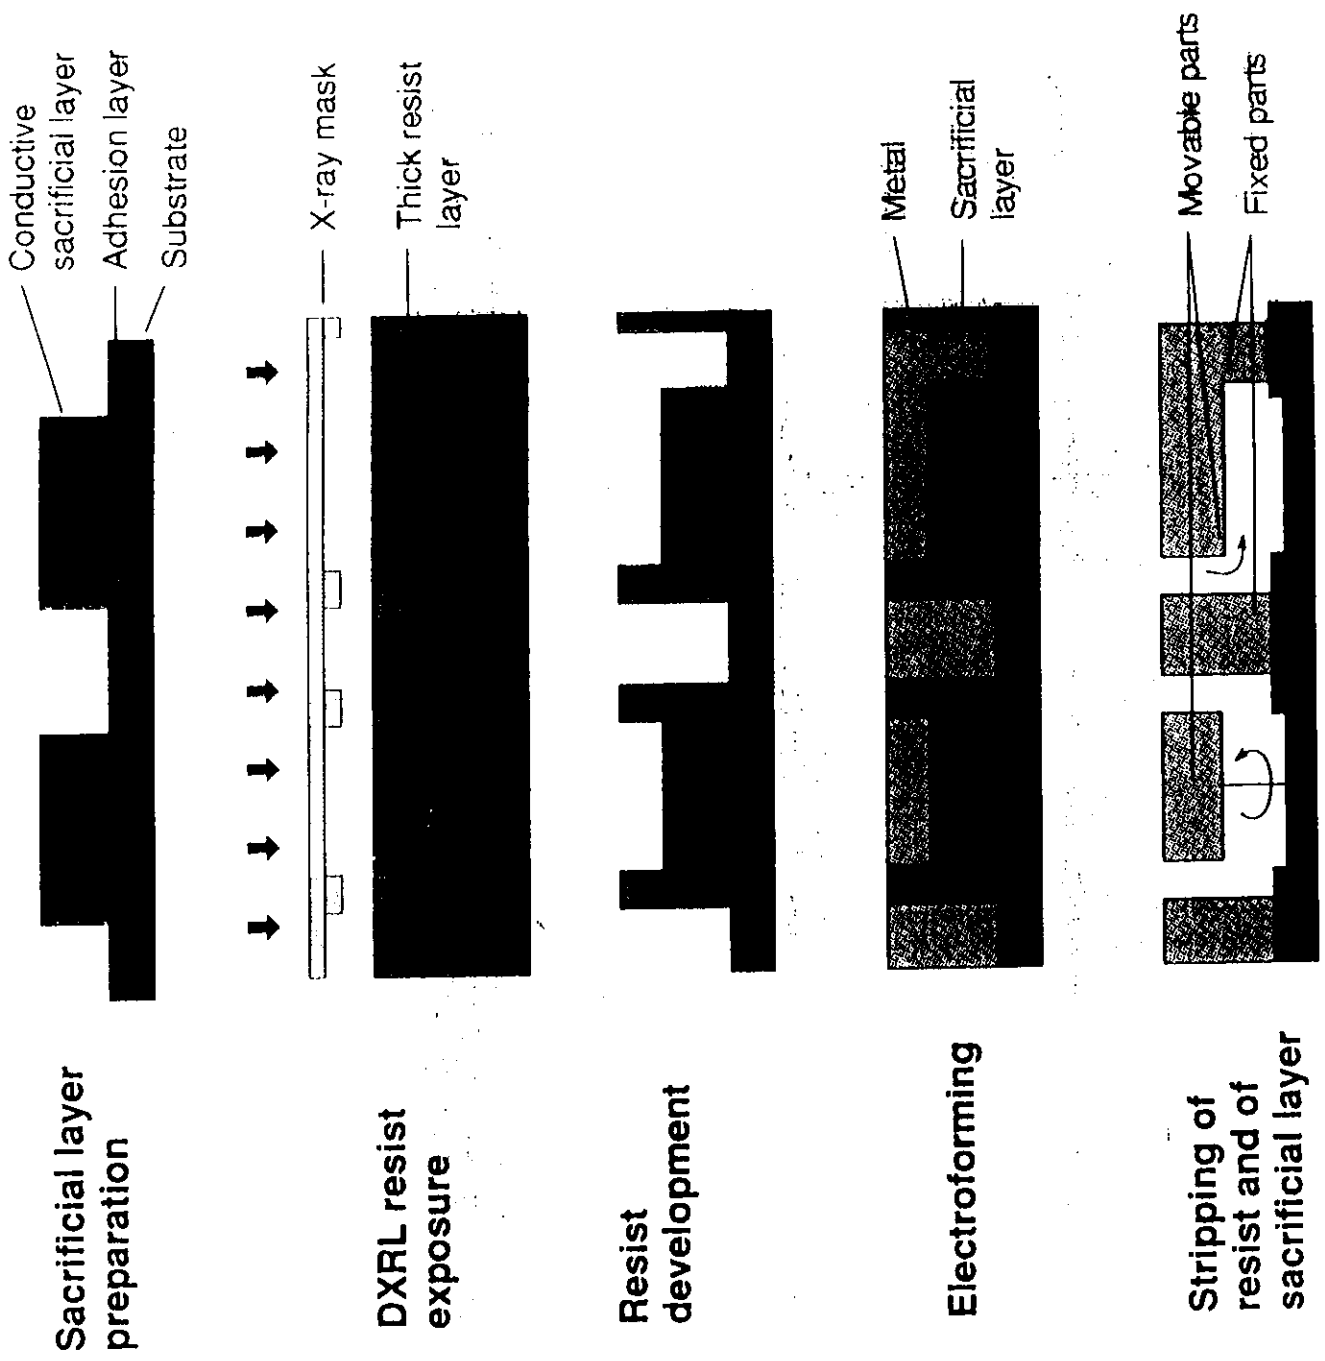 Sacrificial layer
preparation
Conductive
sacrificial layer
Adhesion layer
Substrate
DXRL resist
exposure
X-ray mask
Thick resist
layer
Resist
development
Electroforming
Metal
Sacrificial
layer
Stripping of
resist and of
sacrificial layer
Movable parts
Fixed parts